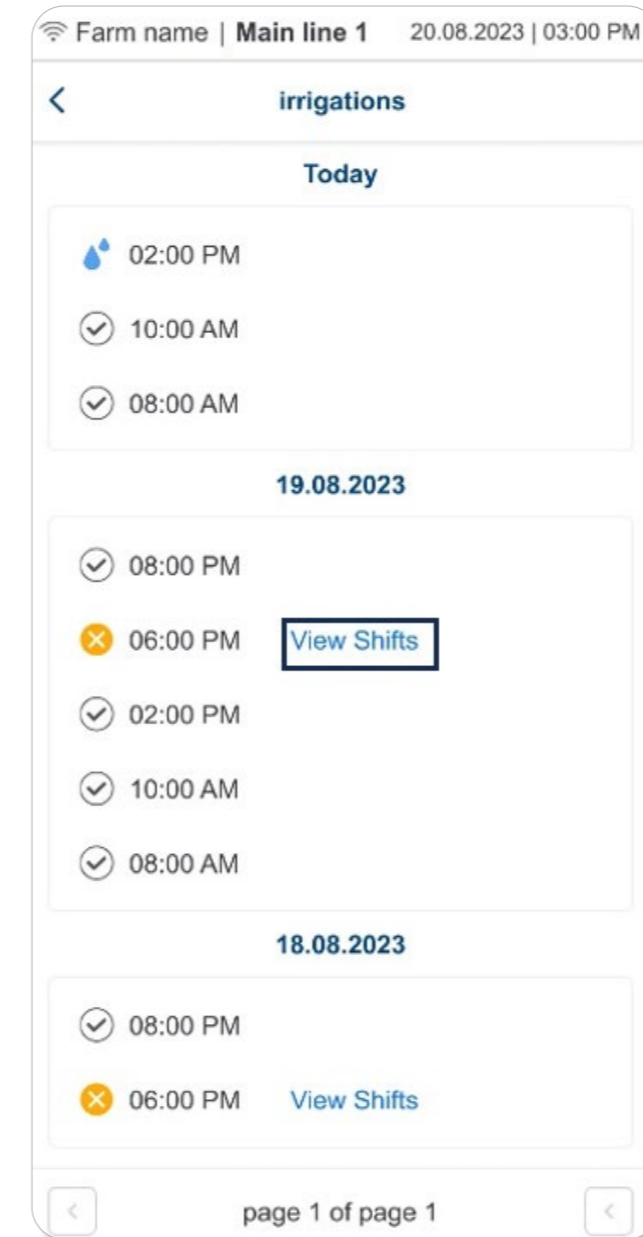 Farm name | Main line 1 20.08.2023 | 03:00 PM
irrigations
Today
02:00 PM
10:00 AM
08:00 AM
19.08.2023
08:00 PM
06:00 PM View Shifts
02:00 PM
10:00 AM
08:00 AM
18.08.2023
08:00 PM
06:00 PM View Shifts
page 1 of page 1